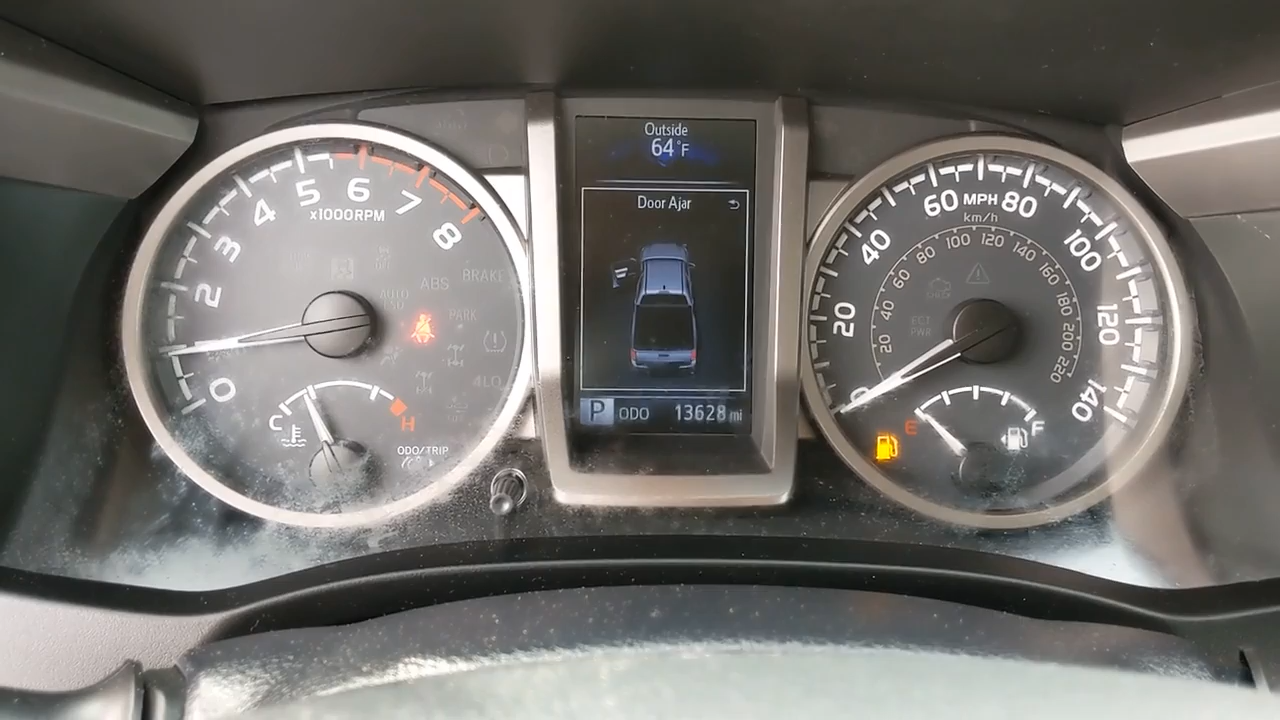 Outside
64°F
Door Ajar
P ODO 13628 mi
0
2
3
4
5
6
7
8
x1000RPM
ABS
BRAKE
AUTO
PARK
4LO
C
H
ODO/TRIP
0
20
40
60 MPH 80
100
120
140
km/h
20
40
60
80
100
120
140
160
180
200
220
CHECK
ECT
PWR
E
F